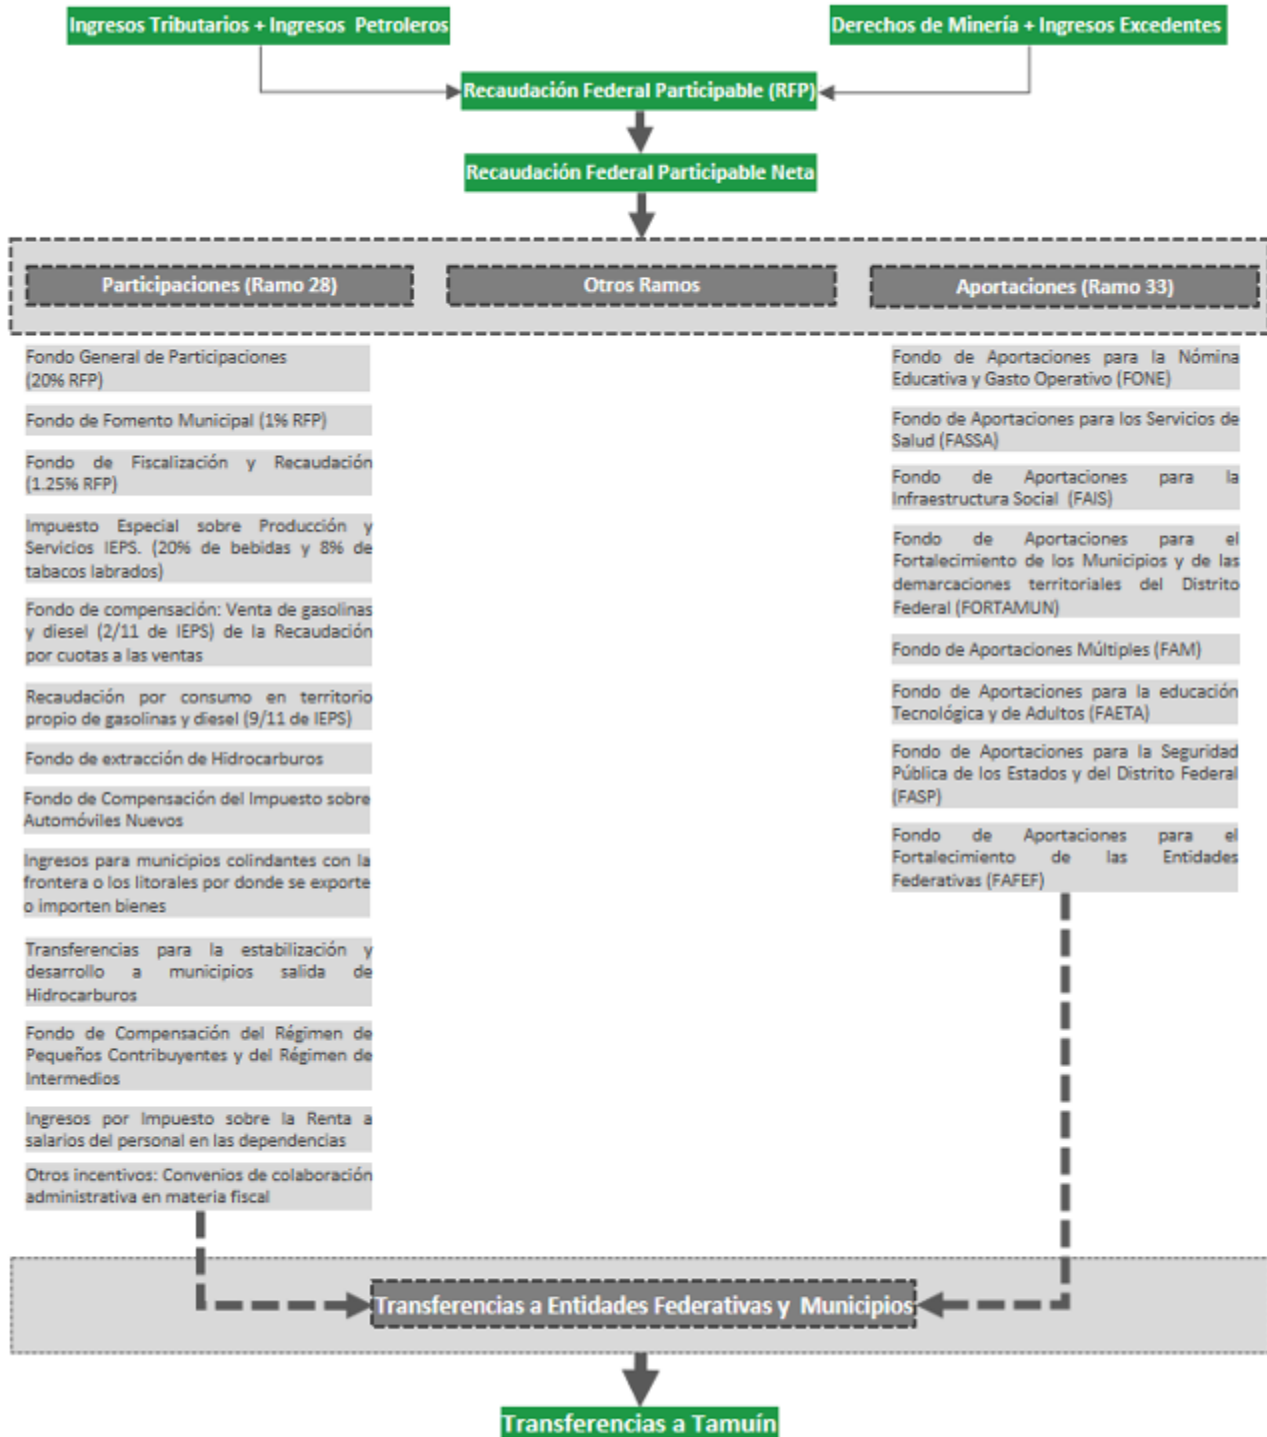 Ingresos Tributarios + Ingresos Petroleros
Derechos de Minería + Ingresos Excedentes
Recaudación Federal Participable (RFP)
Recaudación Federal Participable Neta
Participaciones (Ramo 28)
Otros Ramos
Aportaciones (Ramo 33)
Fondo General de Participaciones
(20% RFP)
Fondo de Fomento Municipal (1% RFP)
Fondo de Fiscalización y Recaudación
(1.25% RFP)
Impuesto Especial sobre Producción y
Servicios IEPS. (20% de bebidas y 8% de
tabacos labrados)
Fondo de compensación: Venta de gasolinas
y diesel (2/11 de IEPS) de la Recaudación
por cuotas a las ventas
Recaudación por consumo en territorio
propio de gasolinas y diesel (9/11 de IEPS)
Fondo de extracción de Hidrocarburos
Fondo de Compensación del Impuesto sobre
Automóviles Nuevos
Ingresos para municipios colindantes con la
frontera o los litorales por donde se exporte
o importen bienes
Transferencias para la estabilización y
desarrollo a municipios salida de
Hidrocarburos
Fondo de Compensación del Régimen de
Pequeños Contribuyentes y del Régimen de
Intermedios
Ingresos por Impuesto sobre la Renta a
salarios del personal en las dependencias
Otros incentivos: Convenios de colaboración
administrativa en materia fiscal
Fondo de Aportaciones para la Nómina
Educativa y Gasto Operativo (FONE)
Fondo de Aportaciones para los Servicios de
Salud (FASSA)
Fondo de Aportaciones para la
Infraestructura Social (FAIS)
Fondo de Aportaciones para el
Fortalecimiento de los Municipios y de las
demarcaciones territoriales del Distrito
Federal (FORTAMUN)
Fondo de Aportaciones Múltiples (FAM)
Fondo de Aportaciones para la educación
Tecnológica y de Adultos (FAETA)
Fondo de Aportaciones para la Seguridad
Pública de los Estados y del Distrito Federal
(FASP)
Fondo de Aportaciones para el
Fortalecimiento de las Entidades
Federativas (FAFEF)
Transferencias a Entidades Federativas y Municipios
Transferencias a Tamuín